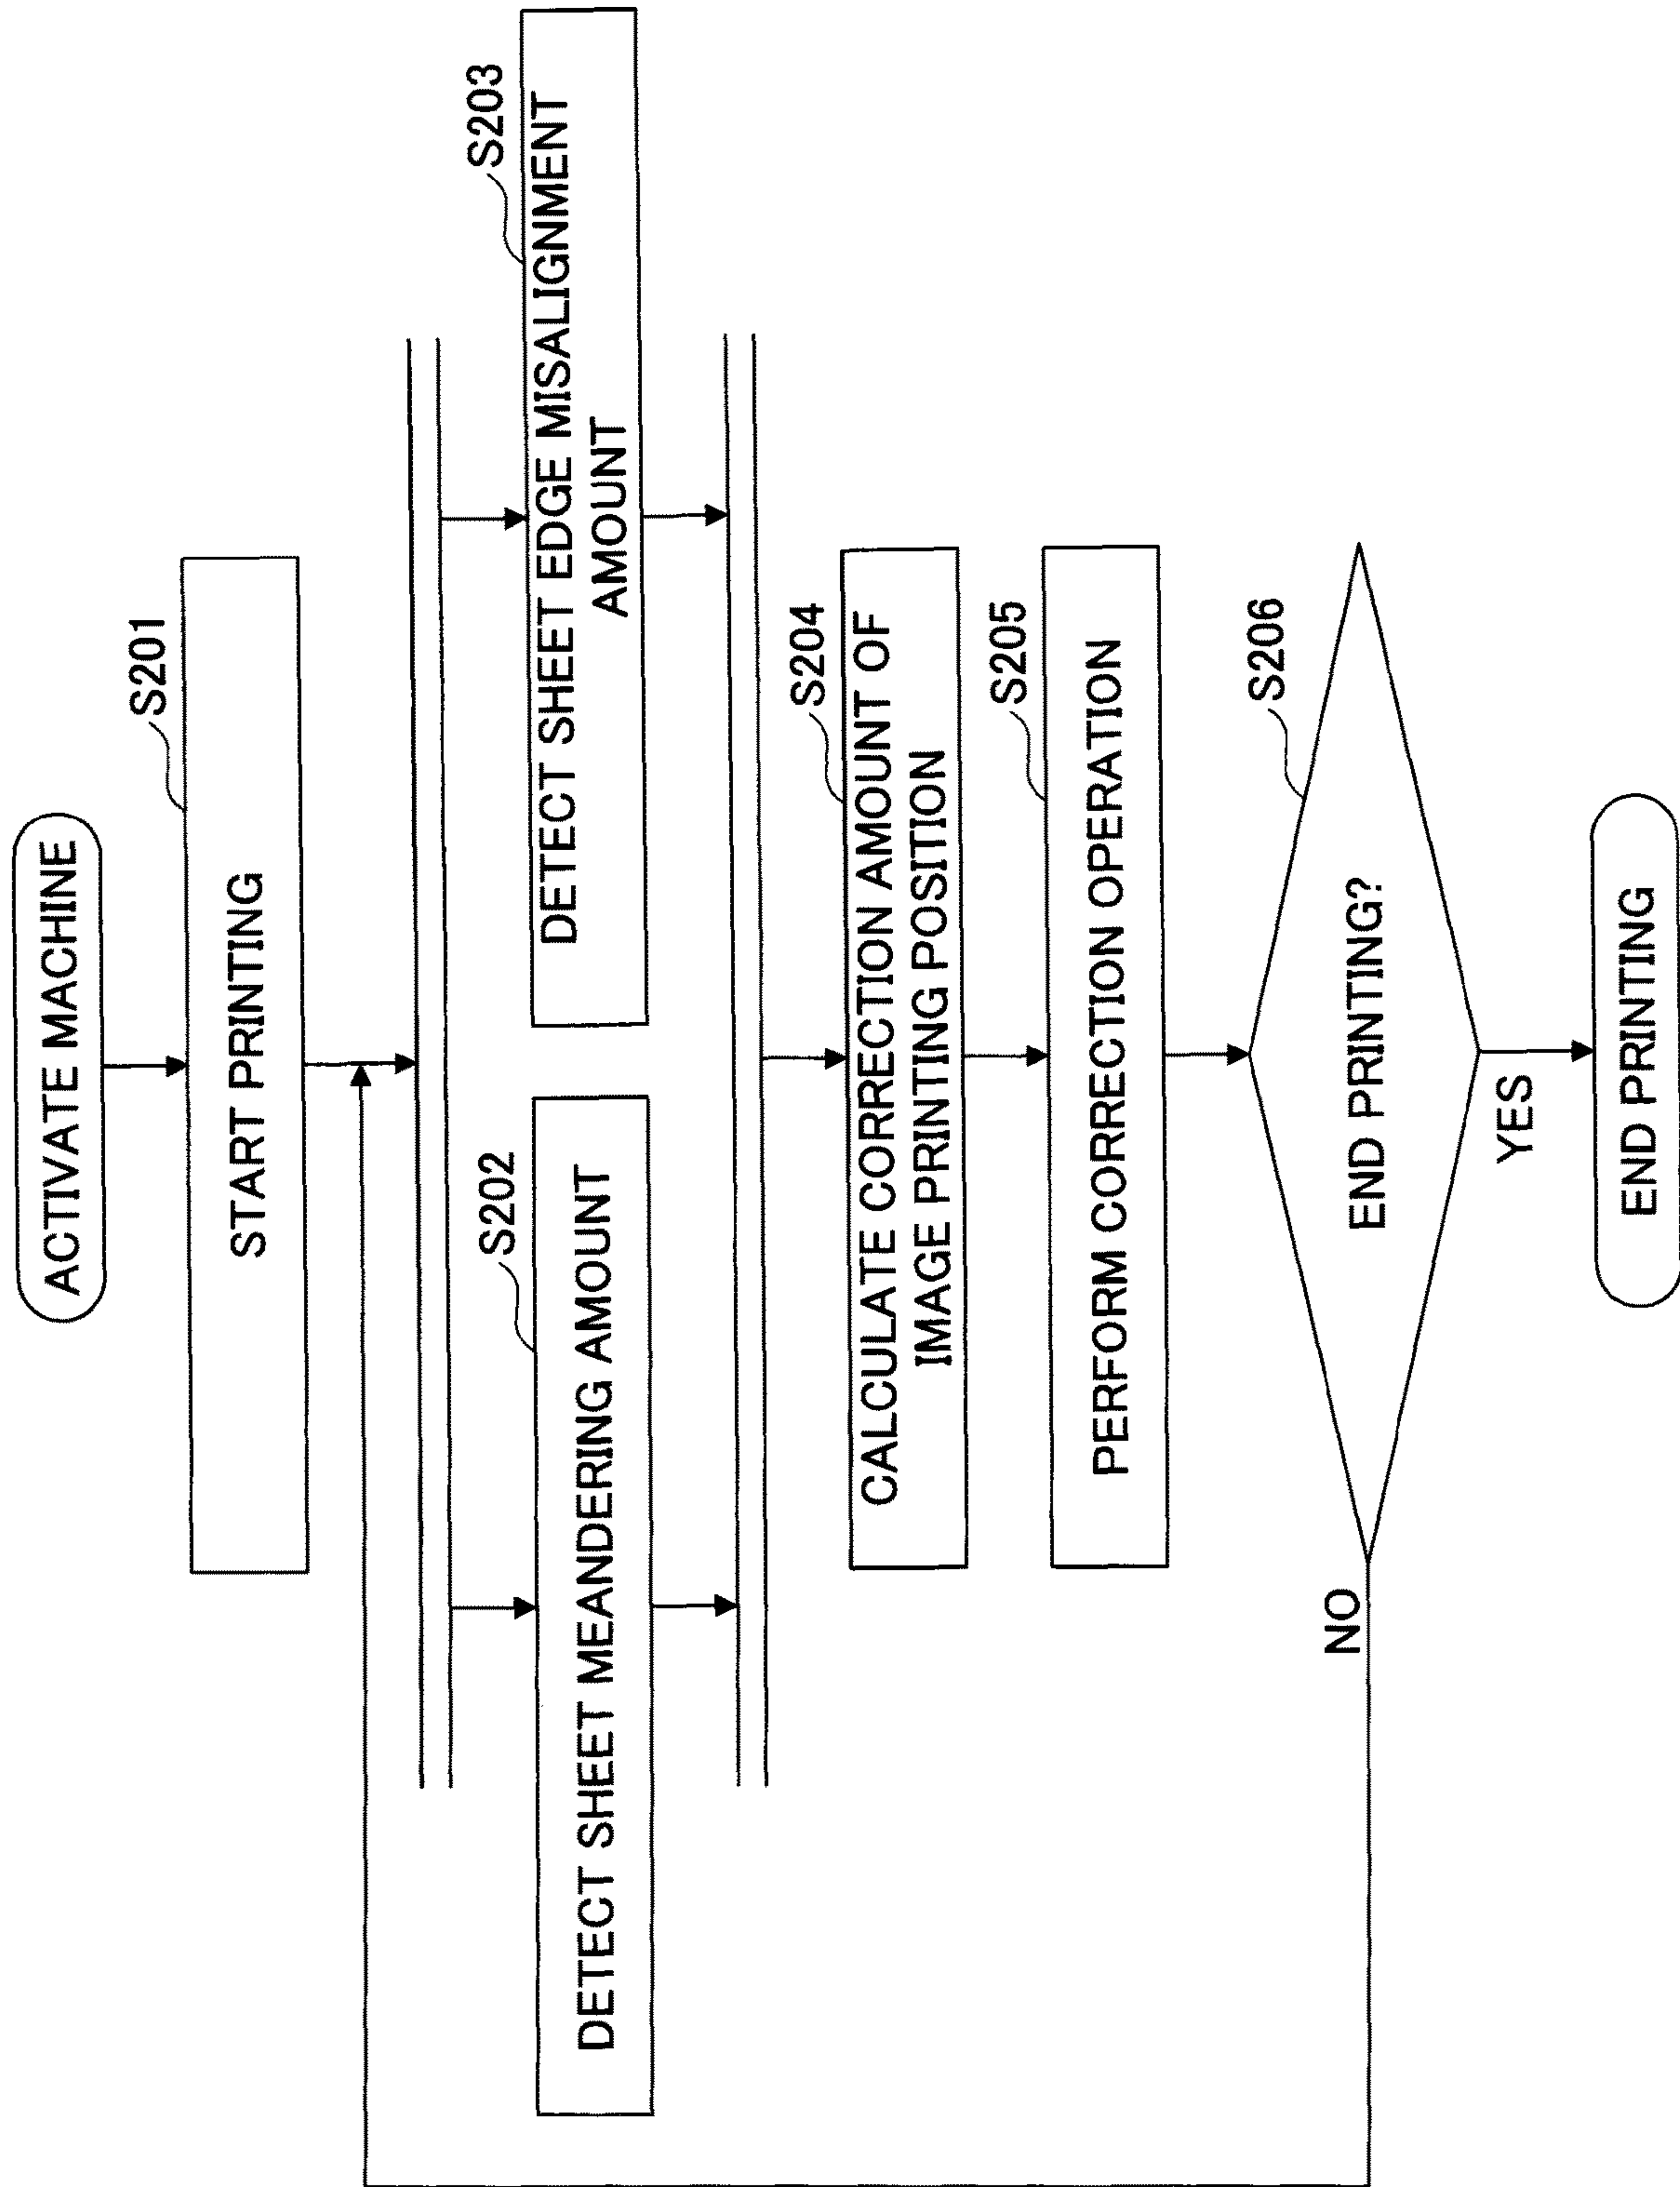 ACTIVATE MACHINE
S201
START PRINTING
S202
DETECT SHEET MEANDERING AMOUNT
S203
DETECT SHEET EDGE MISALIGNMENT
AMOUNT
S204
CALCULATE CORRECTION AMOUNT OF
IMAGE PRINTING POSITION
S205
PERFORM CORRECTION OPERATION
S206
END PRINTING?
NO
YES
END PRINTING